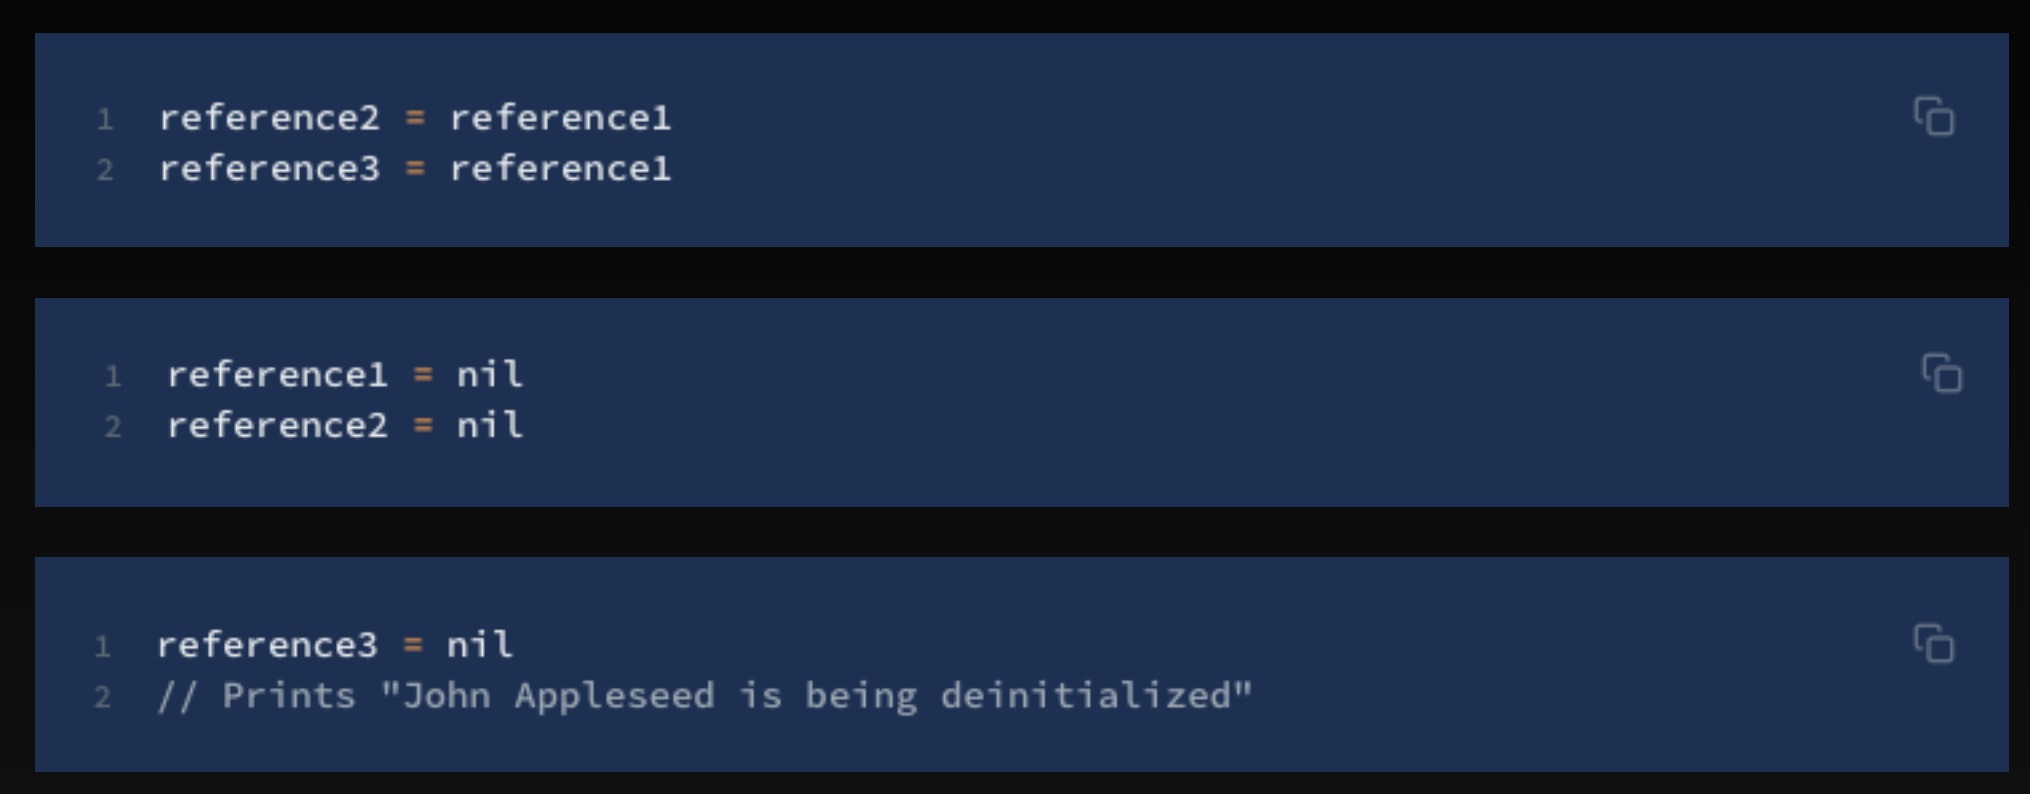 1 reference2 = reference1
2 reference3 = reference1
1 reference1 = nil
2 reference2 = nil
1 reference3 = nil
2 // Prints "John Appleseed is being deinitialized"